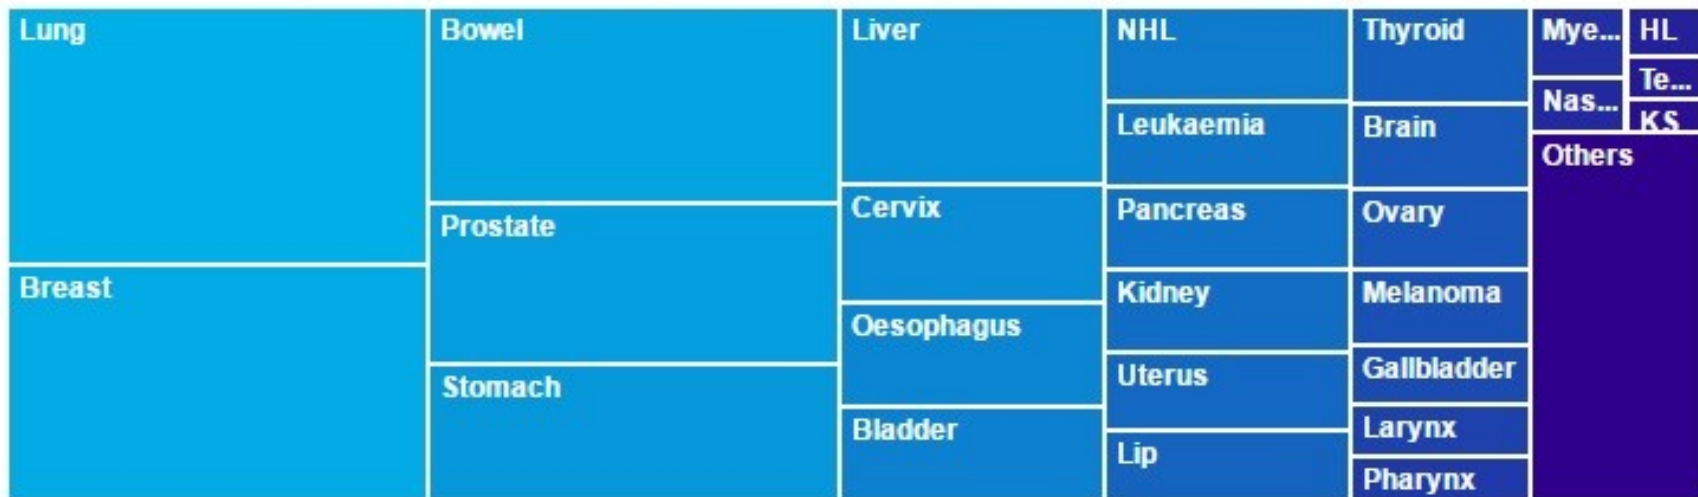 Lung
Breast
Bowel
Prostate
Stomach
Liver
Cervix
Oesophagus
Bladder
NHL
Leukaemia
Pancreas
Kidney
Uterus
Lip
Thyroid
Brain
Ovary
Melanoma
Gallbladder
Larynx
Pharynx
Mye...
Nas...
HL
Te...
KS
Others